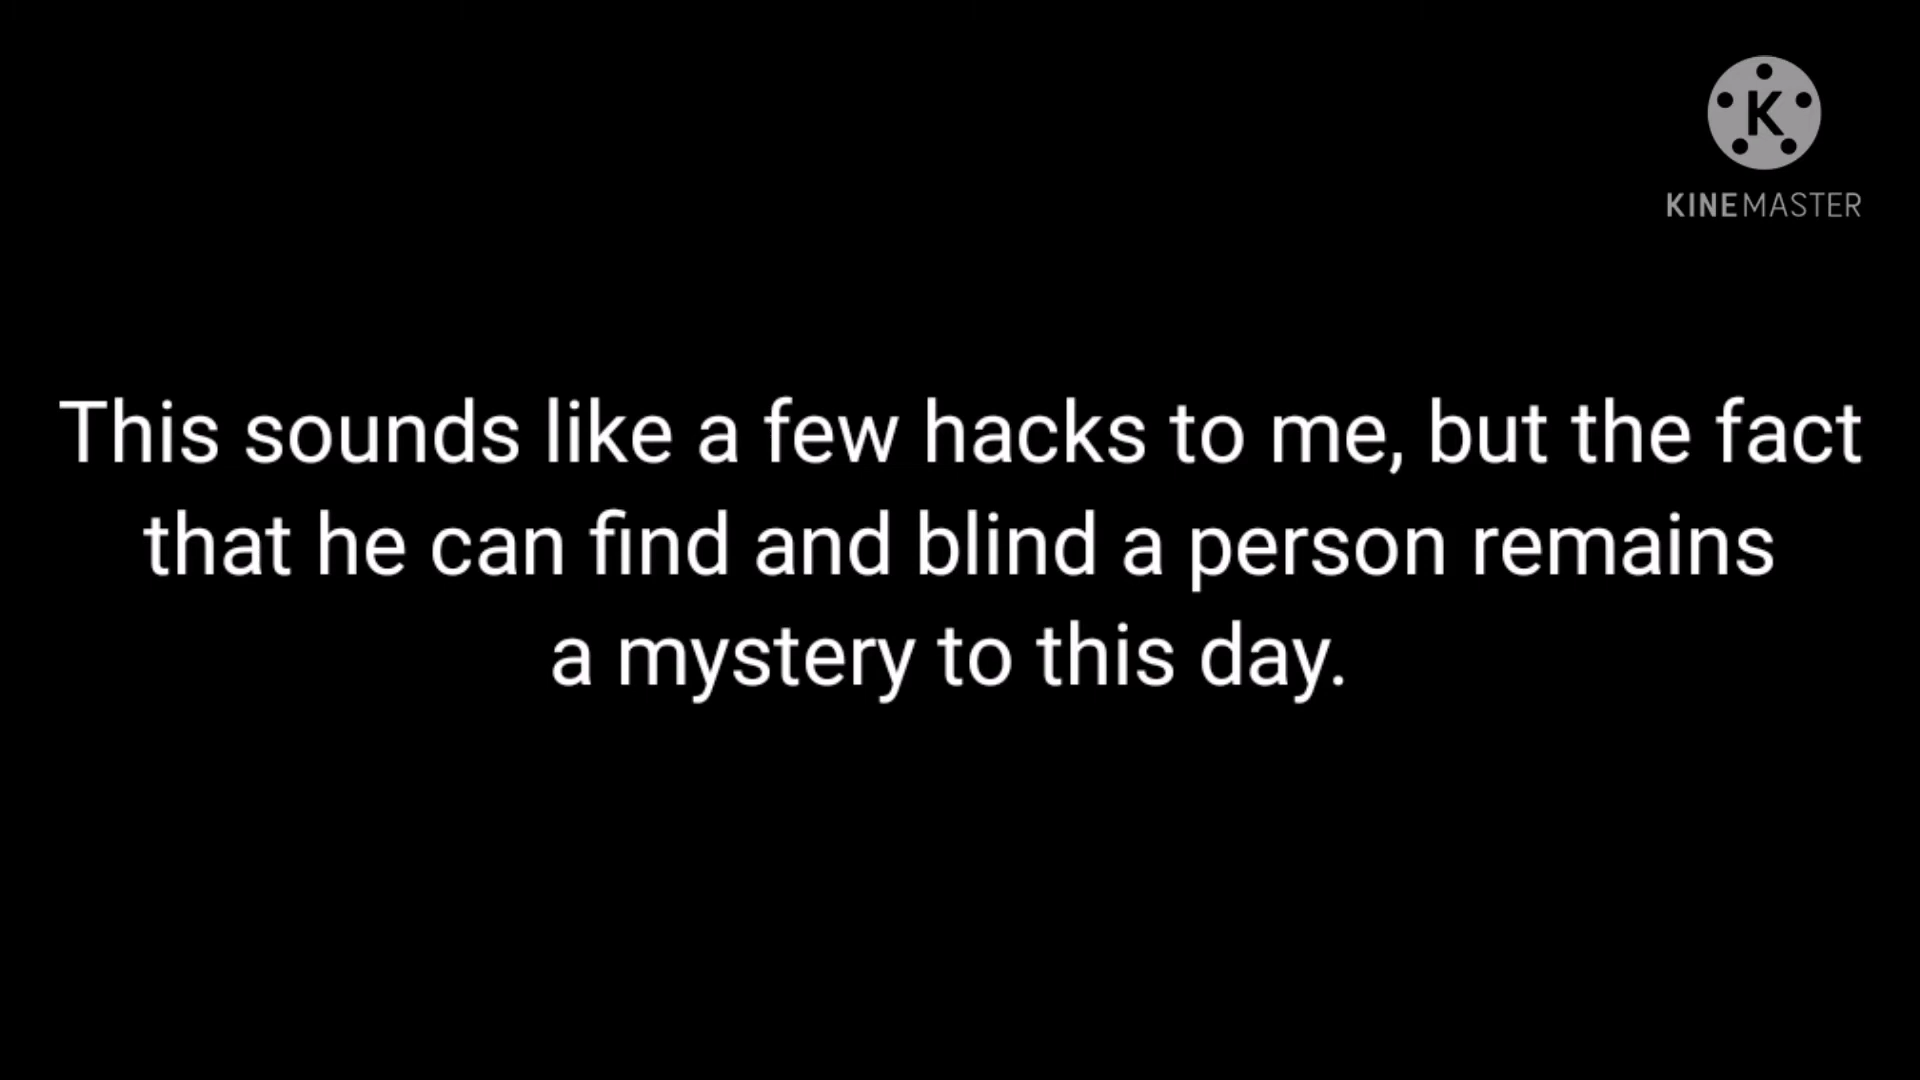 K
KINEMASTER
This sounds like a few hacks to me, but the fact
that he can find and blind a person remains
a mystery to this day.